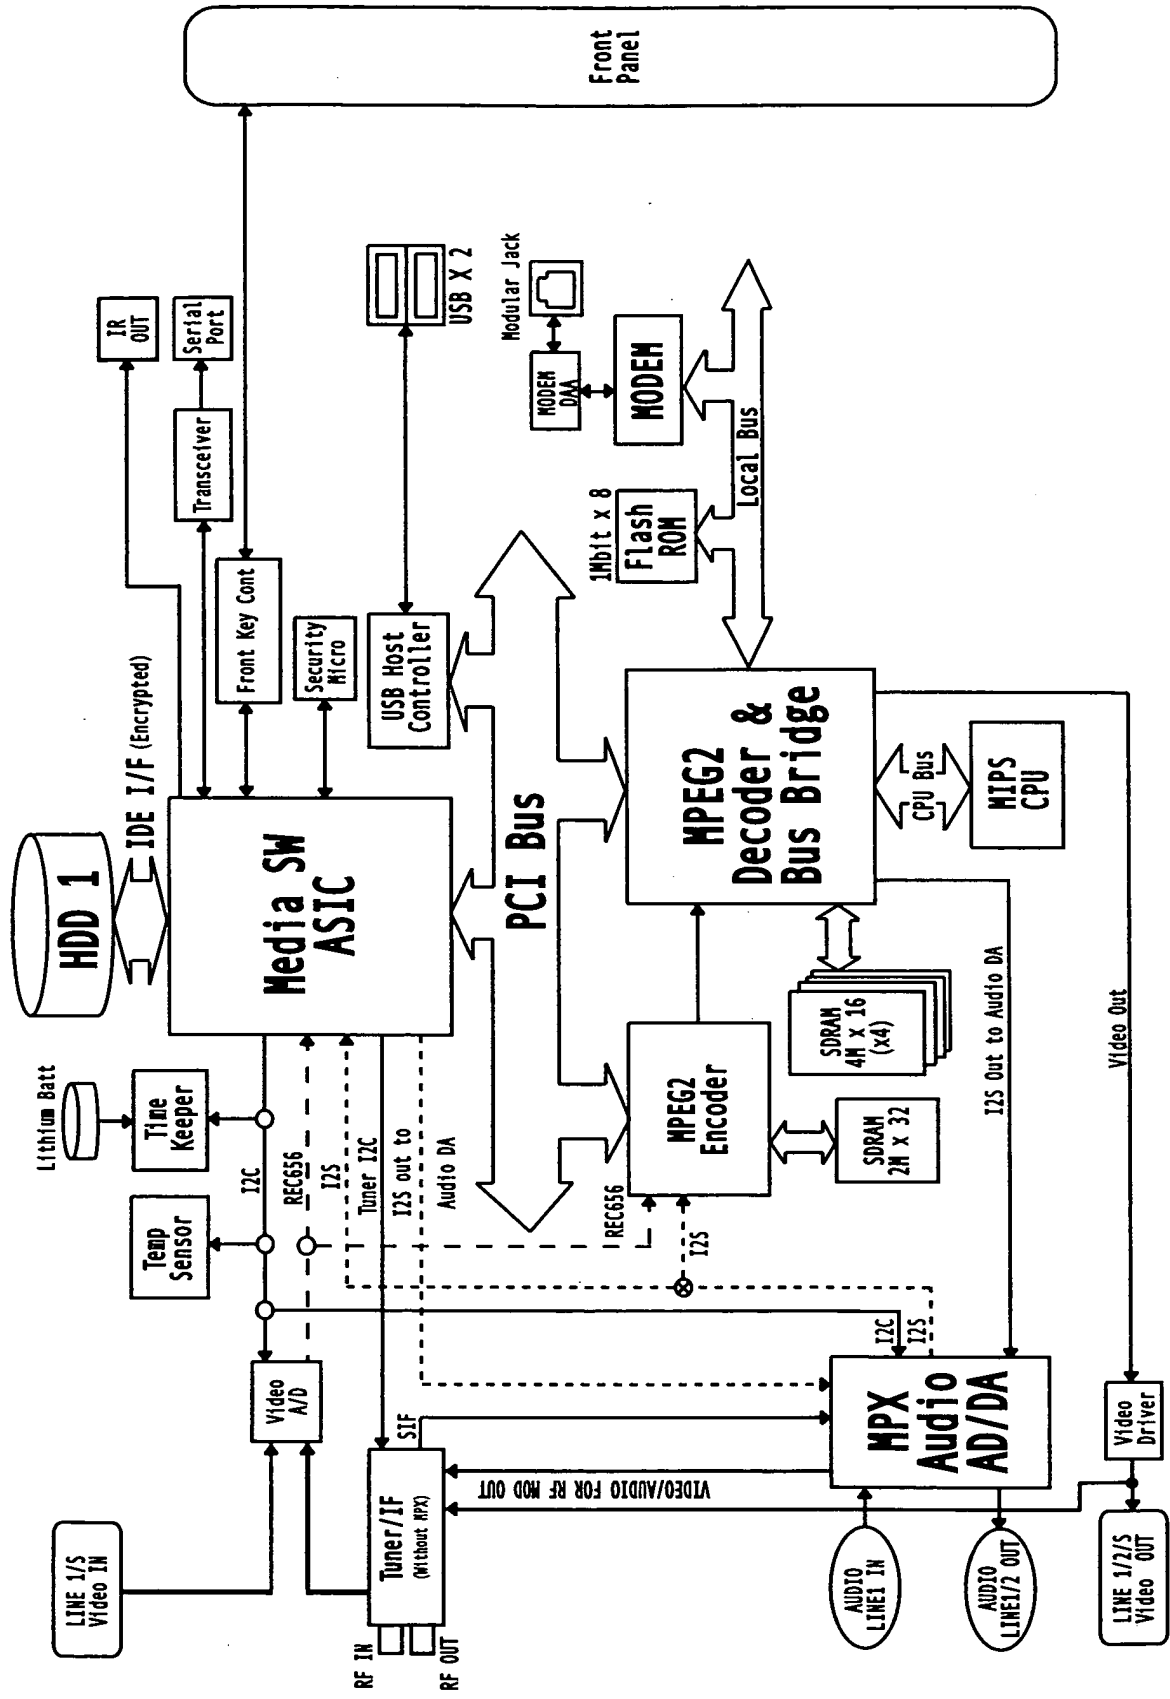 LINE 1/S
Video IN
RF IN
RF OUT
Tuner/IF
(Without MPX)
Video
A/D
SIF
Temp
Sensor
Lithium Batt
Time
Keeper
I2C
REC656
I2S
Tuner I2C
I2S out to
Audio DA
HDD 1
IDE I/F (Encrypted)
Media SW
ASIC
IR
OUT
Serial
Port
Transceiver
Front Key Cont
Security
Micro
USB Host
Controller
USB X 2
Front
Panel
PCI Bus
REC656
I2S
MPEG2
Encoder
SDRAM
2M X 32
SDRAM
4M X 16
(X4)
MPEG2
Decoder &
Bus Bridge
1Mbit x 8
Flash
ROM
Local Bus
MODEM
MODEM
DAA
Modular Jack
CPU Bus
MIPS
CPU
VIDEO/AUDIO FOR RF MOD OUT
I2C
I2S
MPX
Audio
AD/DA
AUDIO
LINE1 IN
AUDIO
LINE1/2 OUT
I2S Out to Audio DA
Video Out
Video
Driver
LINE 1/2/S
Video OUT